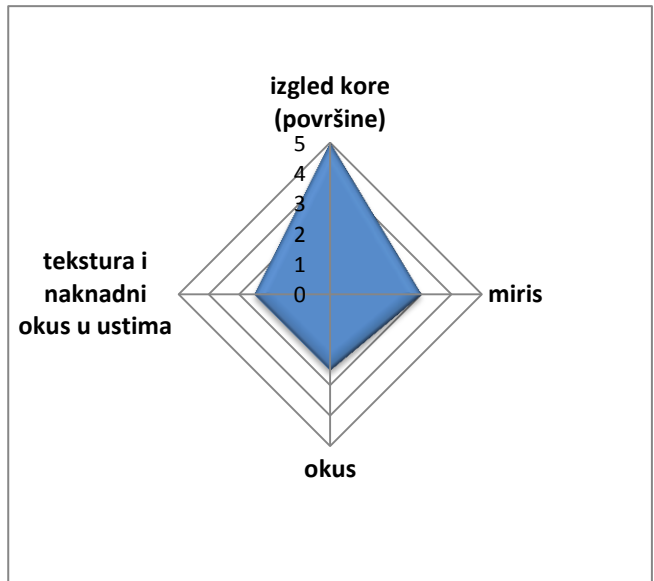 izgled kore
(površine)
5
4
3
2
1
0
tekstura i
naknadni
okus u ustima
miris
okus